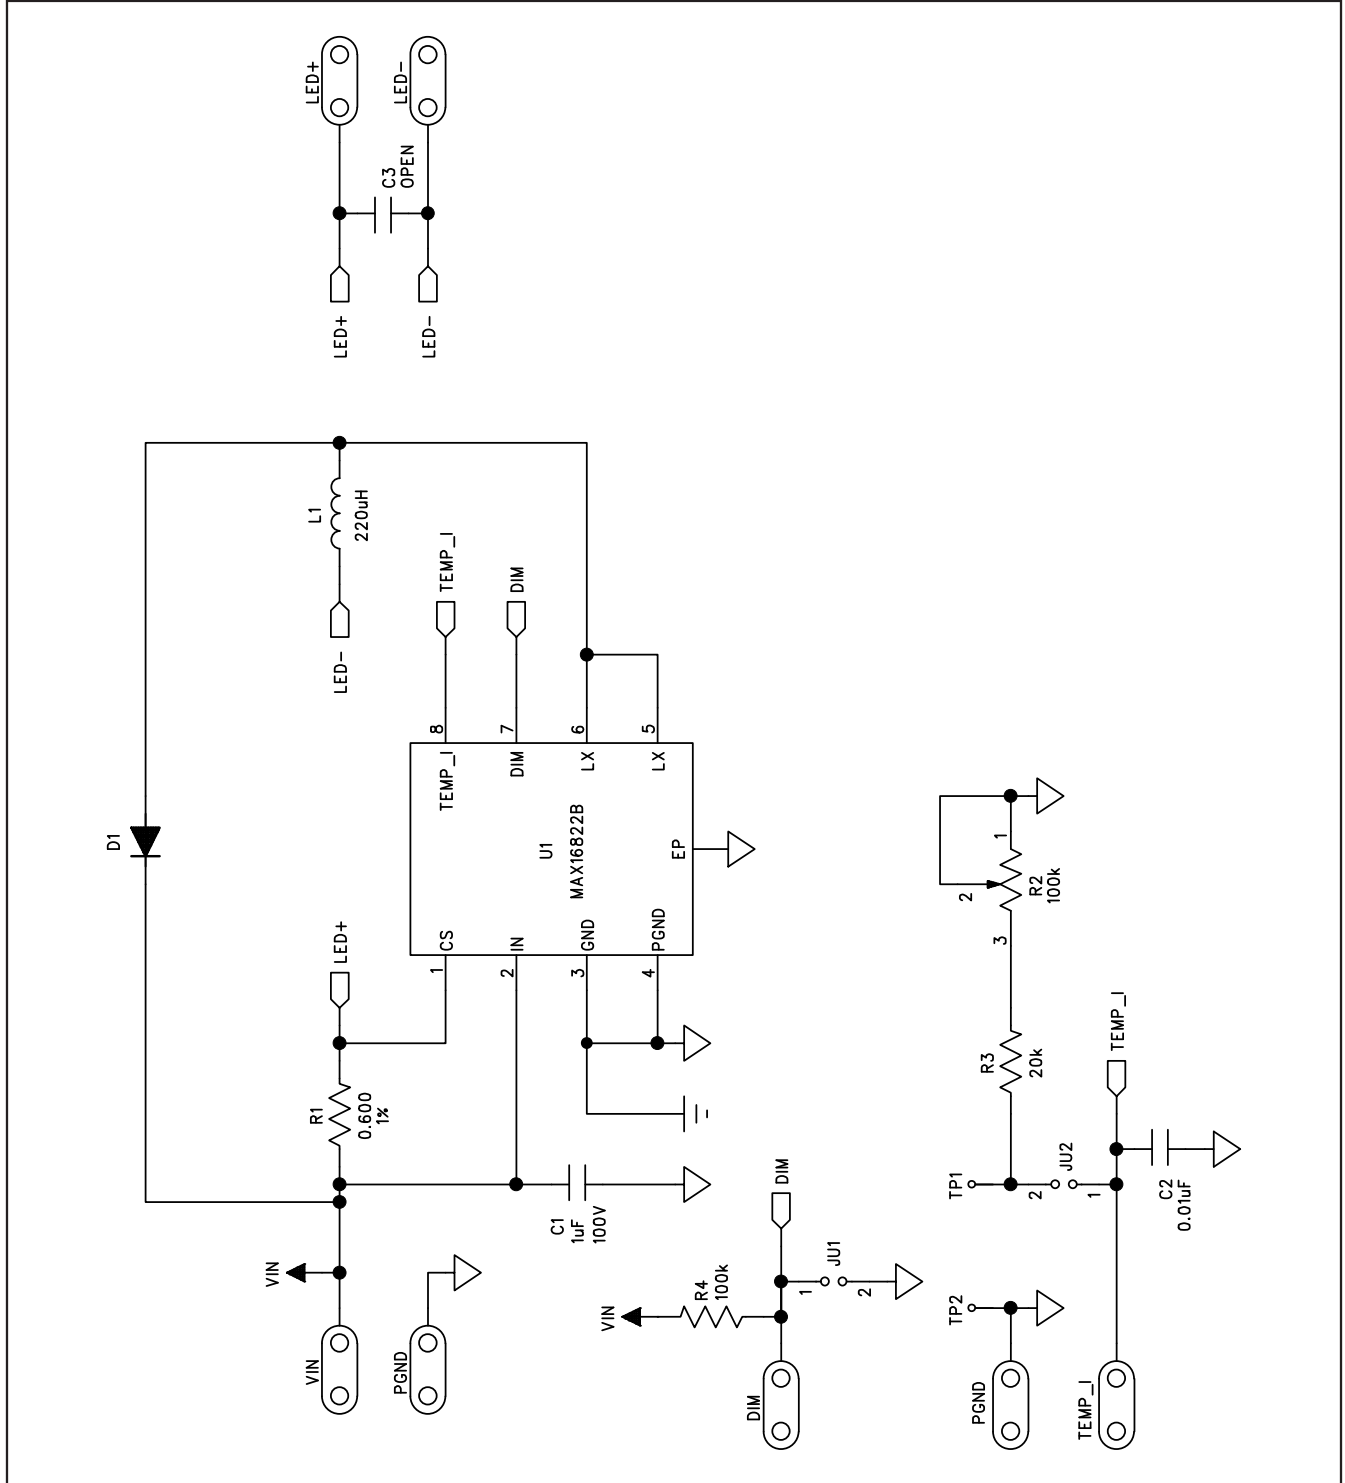 LED+
LED-
C3
OPEN
LED+
LED-
L1
220uH
LED-
TEMP_I
DIM
D1
8
7
6
5
TEMP_I
DIM
LX
LX
U1
MAX16822B
EP
CS
IN
GND
PGND
1
2
3
4
LED+
R1
0.600
1%
C1
1uF
100V
VIN
VIN
PGND
DIM
VIN
R4
100k
1
JU1
2
DIM
1
2
R2
100k
3
R3
20k
TEMP_I
TP1
2
JU2
1
C2
0.01uF
TP2
PGND
TEMP_I